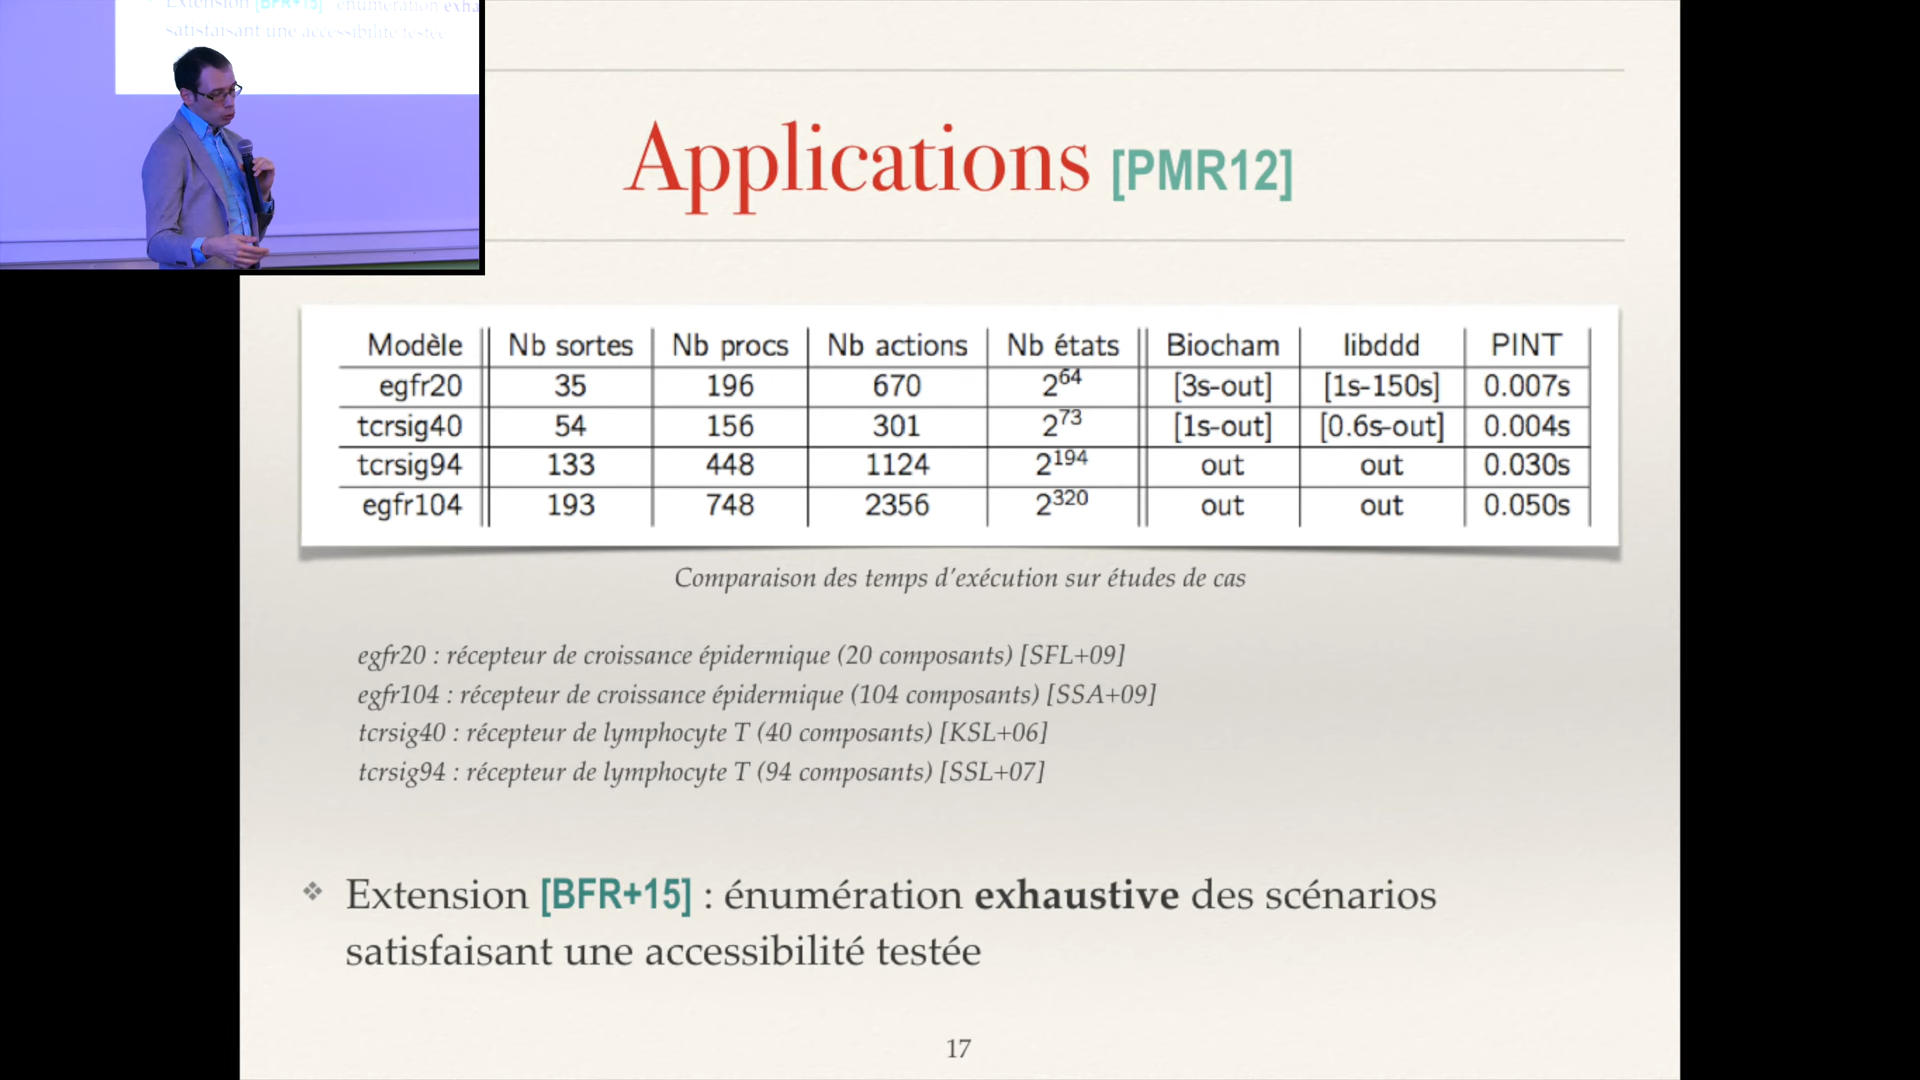 Extension [BFR+15] : énumération exha
satisfaisant une accessibilité testée
Applications [PMR12]
Modèle Nb sortes Nb procs Nb actions Nb états Biocham libddd PINT
egfr20 35 196 670 2^64 [3s-out] [1s-150s] 0.007s
tcrsig40 54 156 301 2^73 [1s-out] [0.6s-out] 0.004s
tcrsig94 133 448 1124 2^194 out out 0.030s
egfr104 193 748 2356 2^320 out out 0.050s
Comparaison des temps d'exécution sur études de cas
egfr20 : récepteur de croissance épidermique (20 composants) [SFL+09]
egfr104 : récepteur de croissance épidermique (104 composants) [SSA+09]
tcrsig40 : récepteur de lymphocyte T (40 composants) [KSL+06]
tcrsig94 : récepteur de lymphocyte T (94 composants) [SSL+07]
❖ Extension [BFR+15] : énumération exhaustive des scénarios
satisfaisant une accessibilité testée
17